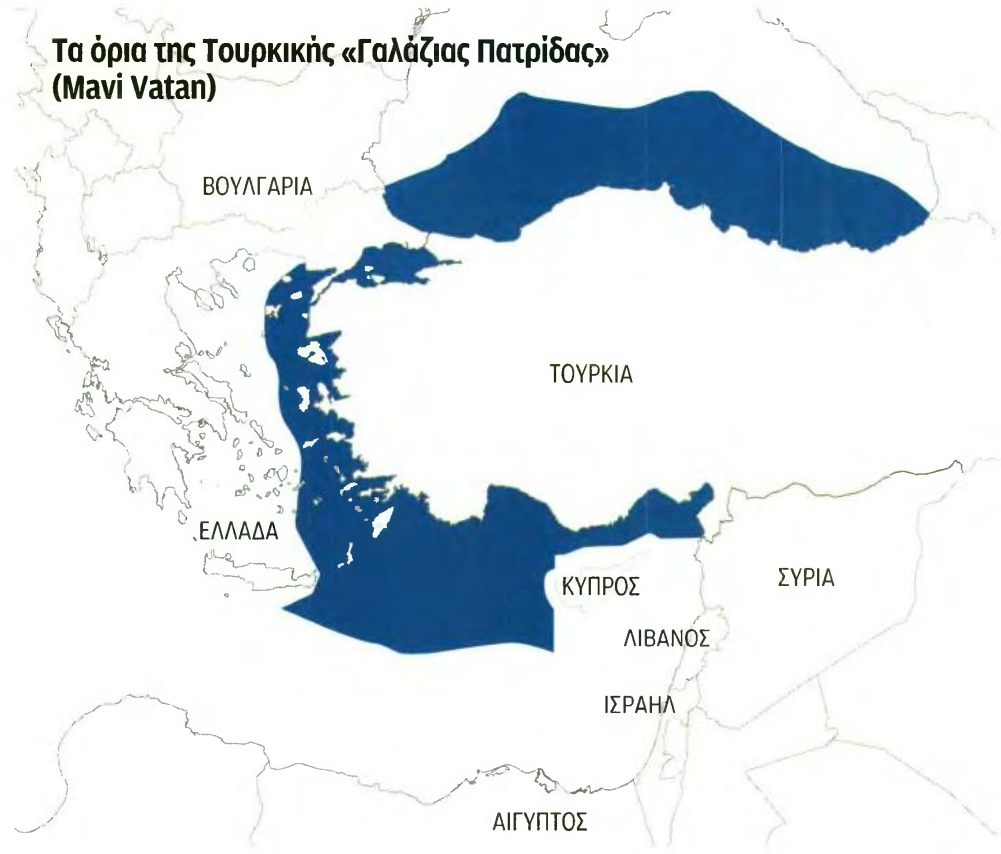 Τα όρια της Τουρκικής «Γαλάζιας Πατρίδας»
(Mavi Vatan)
ΒΟΥΛΓΑΡΙΑ
ΤΟΥΡΚΙΑ
ΕΛΛΑΔΑ
ΚΥΠΡΟΣ
ΣΥΡΙΑ
ΛΙΒΑΝΟΣ
ΙΣΡΑΗΛ
ΑΙΓΥΠΤΟΣ